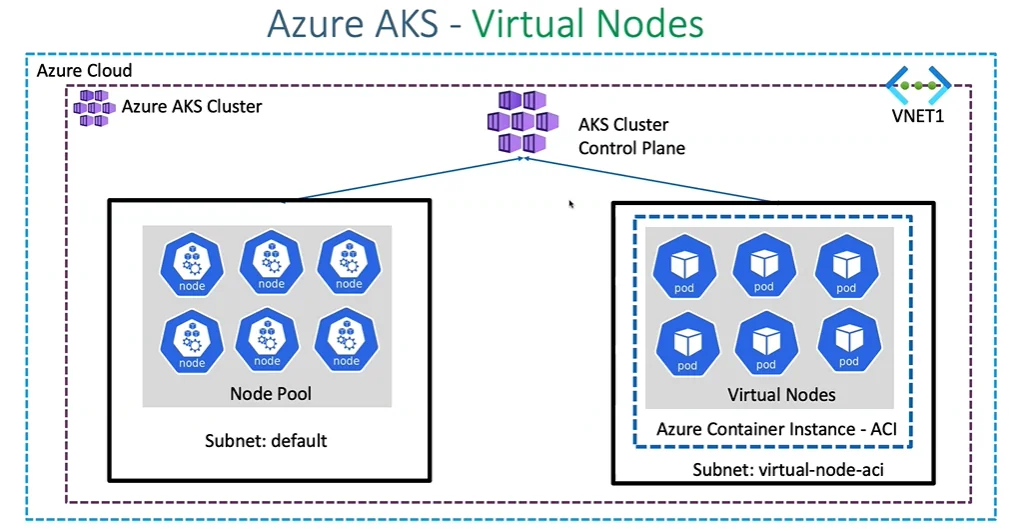 Azure AKS - Virtual Nodes
Azure Cloud
Azure AKS Cluster
AKS Cluster
Control Plane
VNET1
node
node
node
node
node
node
Node Pool
Subnet: default
pod
pod
pod
pod
pod
pod
Virtual Nodes
Azure Container Instance - ACI
Subnet: virtual-node-aci